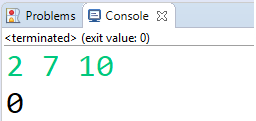 Problems Console
<terminated> (exit value: 0)
2 7 10
0